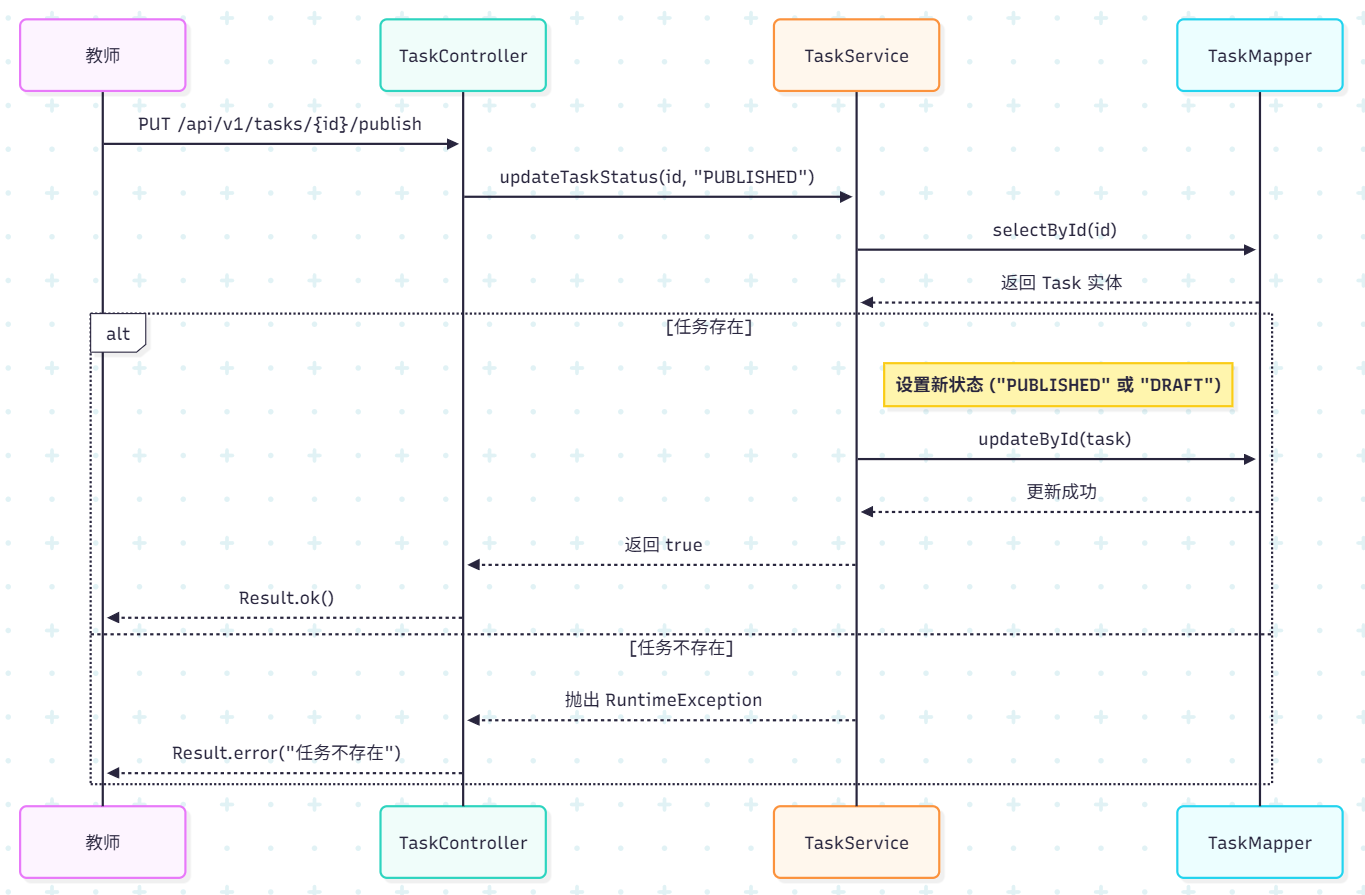 教师
TaskController
TaskService
TaskMapper
PUT /api/v1/tasks/{id}/publish
updateTaskStatus(id, "PUBLISHED")
selectById(id)
返回 Task 实体
alt
[任务存在]
设置新状态 ("PUBLISHED" 或 "DRAFT")
updateById(task)
更新成功
返回 true
Result.ok()
[任务不存在]
抛出 RuntimeException
Result.error("任务不存在")
教师
TaskController
TaskService
TaskMapper